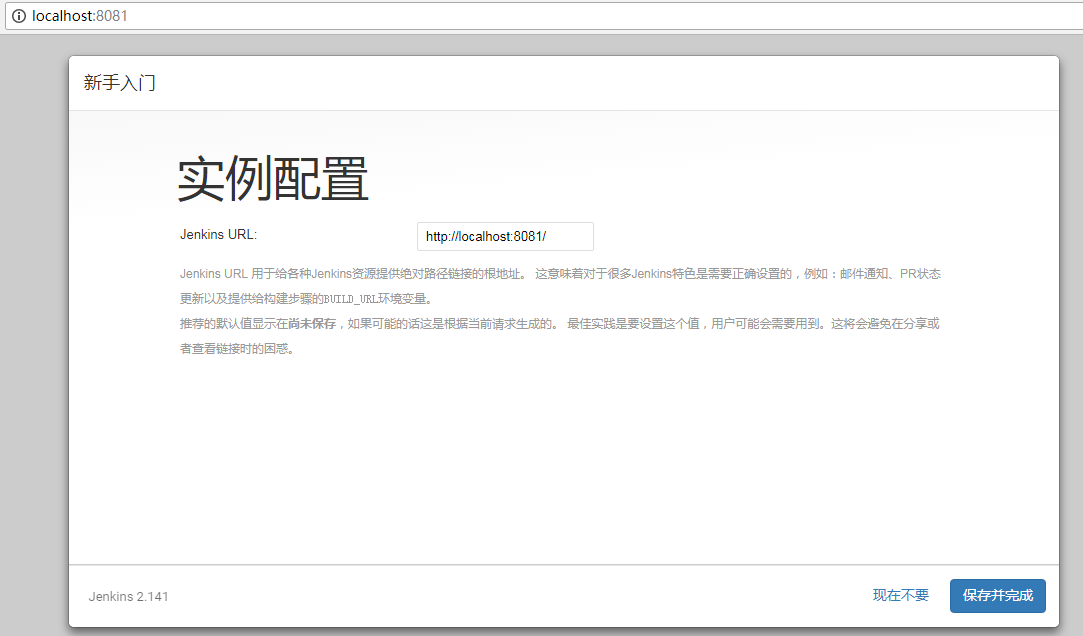 localhost:8081
新手入门
实例配置
Jenkins URL:
http://localhost:8081/
Jenkins URL 用于给各种Jenkins资源提供绝对路径链接的根地址。 这意味着对于很多Jenkins特色是需要正确设置的，例如：邮件通知、PR状态
更新以及提供给构建步骤的BUILD_URL环境变量。
推荐的默认值显示在尚未保存，如果可能的话这是根据当前请求生成的。 最佳实践是要设置这个值，用户可能会需要用到。这将会避免在分享或
者查看链接时的困惑。
Jenkins 2.141
现在不要
保存并完成